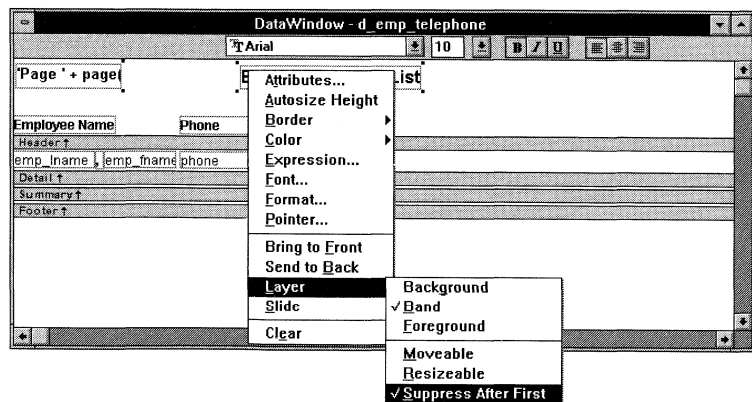 DataWindow - d_emp_telephone
Arial 10 B I U
'Page ' + page( E List
Employee Name Phone
Header ↑
emp_lname , emp_fname phone
Detail ↑
Summary ↑
Footer ↑
Attributes...
Autosize Height
Border
Color
Expression...
Font...
Format...
Pointer...
Bring to Front
Send to Back
Layer
Slide
Clear
Background
✓ Band
Foreground
Moveable
Resizeable
✓ Suppress After First